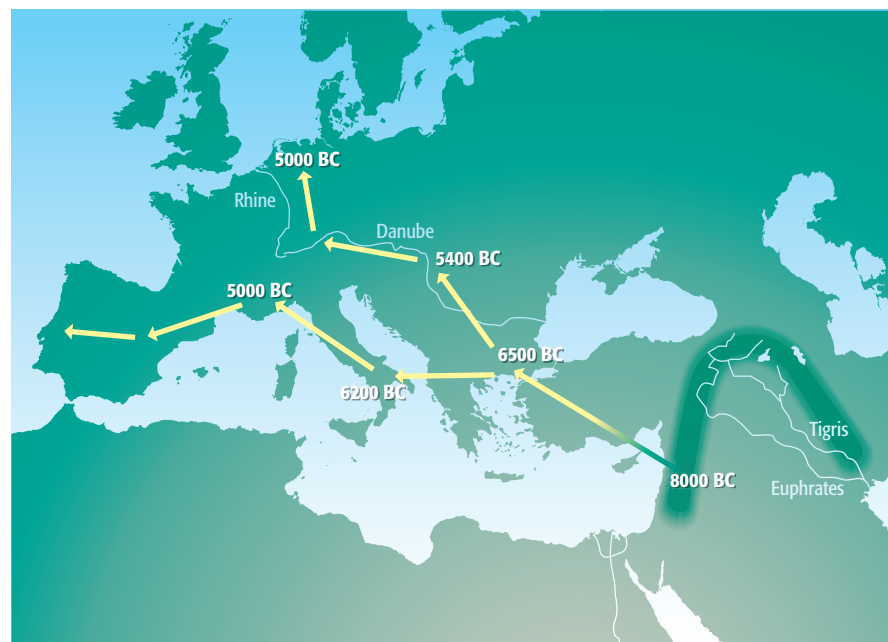 5000 BC
Rhine
Danube
5400 BC
5000 BC
6500 BC
6200 BC
Tigris
8000 BC
Euphrates